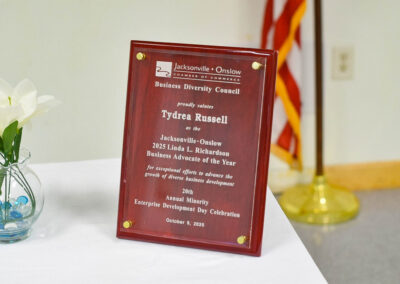 Jacksonville • Onslow
CHAMBER OF COMMERCE
Business Diversity Council
proudly salutes
Tydrea Russell
as the
Jacksonville-Onslow
2025 Linda L. Richardson
Business Advocate of the Year
for exceptional efforts to advance the
growth of diverse business development
20th
Annual Minority
Enterprise Development Day Celebration
October 9, 2025